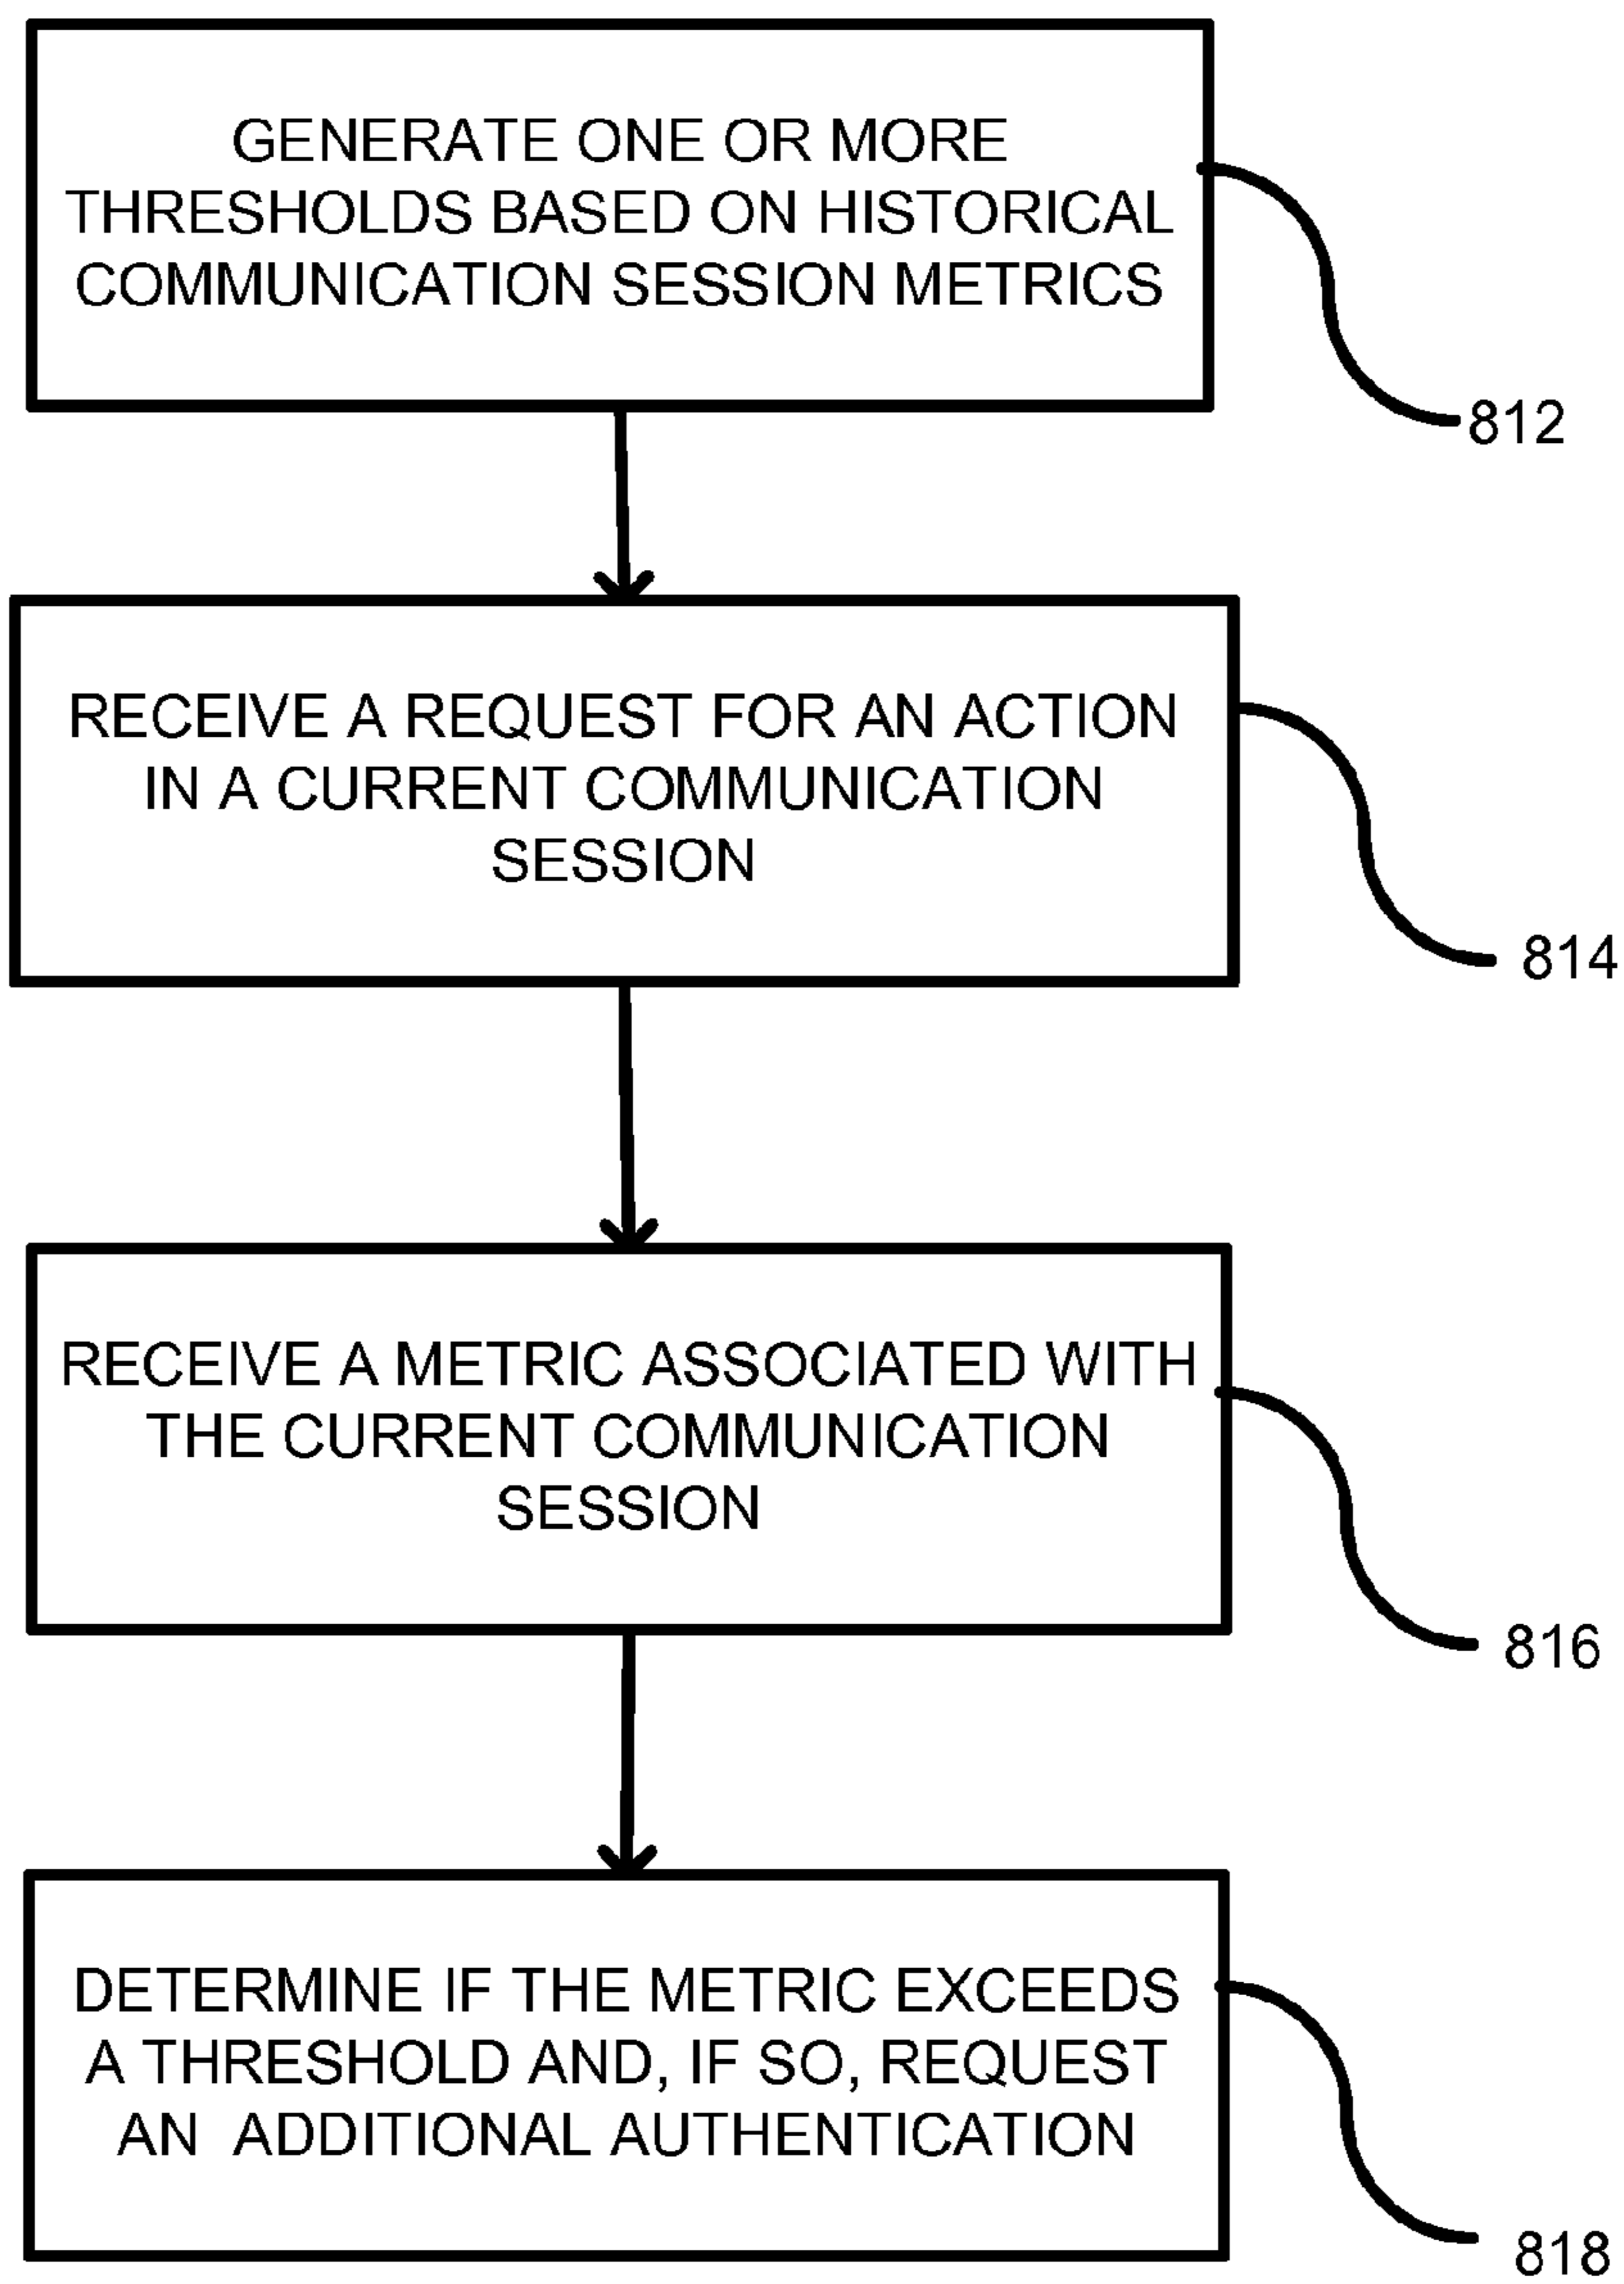 GENERATE ONE OR MORE
THRESHOLDS BASED ON HISTORICAL
COMMUNICATION SESSION METRICS
812
RECEIVE A REQUEST FOR AN ACTION
IN A CURRENT COMMUNICATION
SESSION
814
RECEIVE A METRIC ASSOCIATED WITH
THE CURRENT COMMUNICATION
SESSION
816
DETERMINE IF THE METRIC EXCEEDS
A THRESHOLD AND, IF SO, REQUEST
AN ADDITIONAL AUTHENTICATION
818